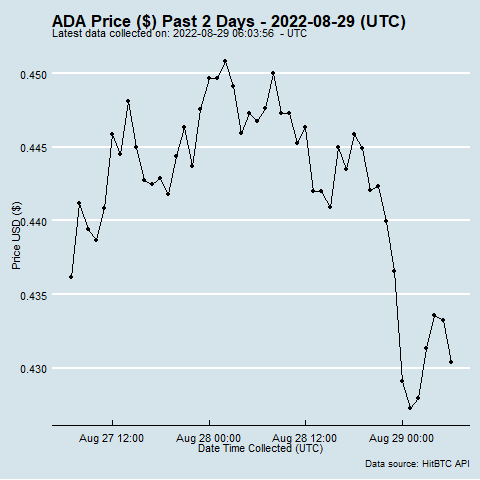 ADA Price ($) Past 2 Days - 2022-08-29 (UTC)
Latest data collected on: 2022-08-29 06:03:56 - UTC
0.450
0.445
0.440
0.435
0.430
Price USD ($)
Aug 27 12:00 Aug 28 00:00 Aug 28 12:00 Aug 29 00:00
Date Time Collected (UTC)
Data source: HitBTC API